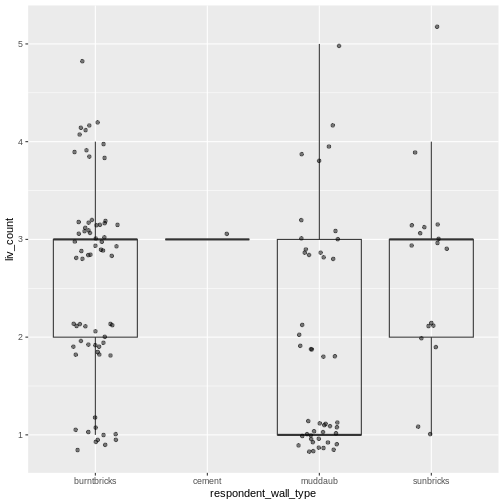 5
4
3
2
1
liv_count
burntbricks cement muddaub sunbricks
respondent_wall_type